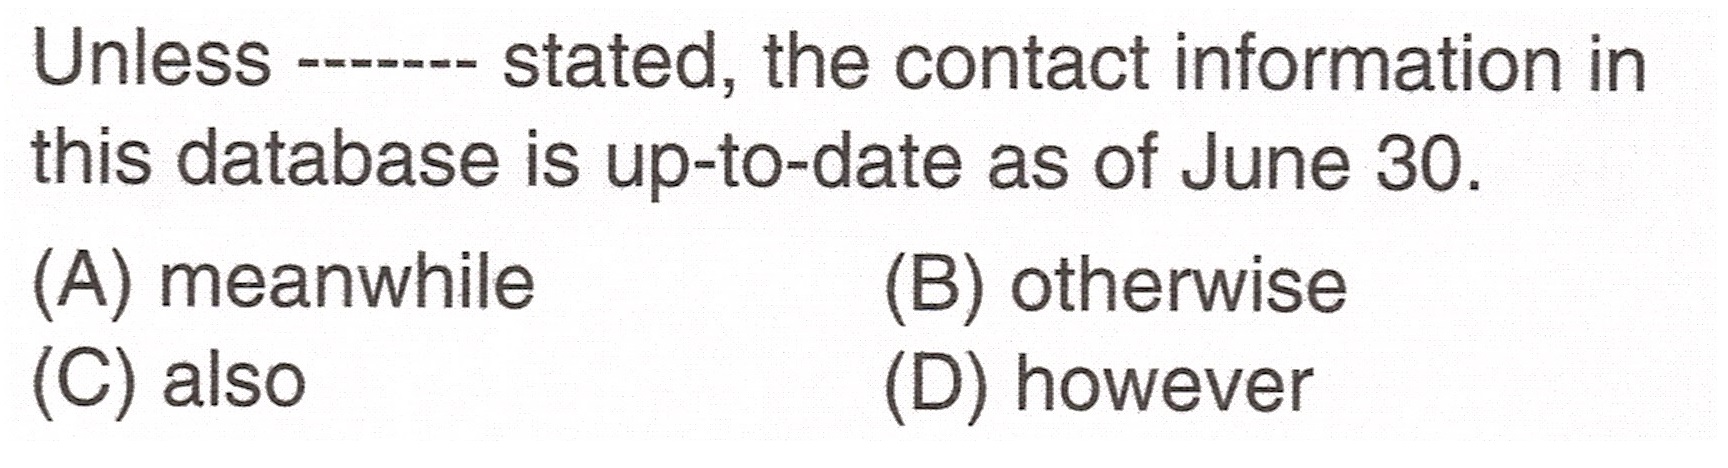 Unless ------- stated, the contact information in
this database is up-to-date as of June 30.
(A) meanwhile (B) otherwise
(C) also (D) however